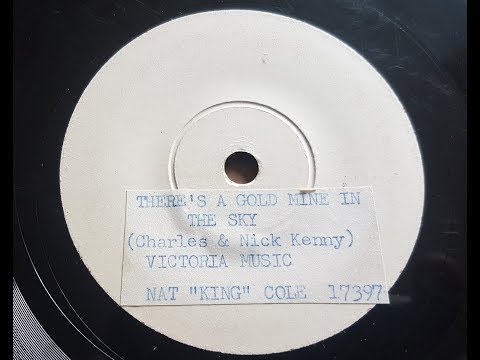 THERE'S A GOLD MINE IN
THE SKY
(Charles & Nick Kenny)
VICTORIA MUSIC
NAT "KING" COLE 17397